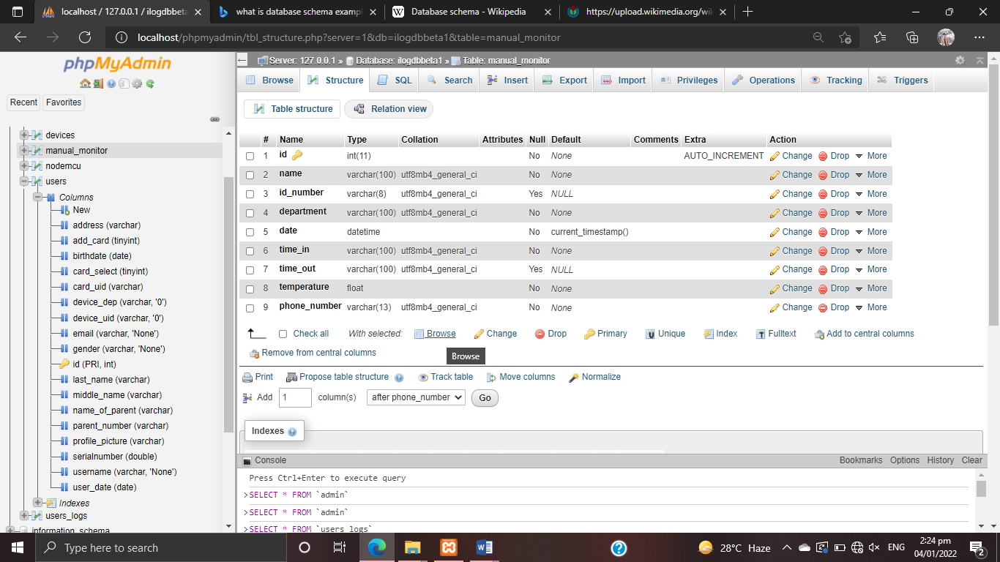 localhost / 127.0.0.1 / ilogdbbeta
what is database schema exampl
Database schema - Wikipedia
https://upload.wikimedia.org/wik
localhost/phpmyadmin/tbl_structure.php?server=1&db=ilogdbbeta1&table=manual_monitor
phpMyAdmin
Recent Favorites
devices
manual_monitor
nodemcu
users
Columns
New
address (varchar)
add_card (tinyint)
birthdate (date)
card_select (tinyint)
card_uid (varchar)
device_dep (varchar, '0')
device_uid (varchar, '0')
email (varchar, 'None')
gender (varchar, 'None')
id (PRI, int)
last_name (varchar)
middle_name (varchar)
name_of_parent (varchar)
parent_number (varchar)
profile_picture (varchar)
serialnumber (double)
username (varchar, 'None')
user_date (date)
Indexes
users_logs
information_schema
Server: 127.0.0.1 » Database: ilogdbbeta1 » Table: manual_monitor
Browse Structure SQL Search Insert Export Import Privileges Operations Tracking Triggers
Table structure Relation view
# Name Type Collation Attributes Null Default Comments Extra Action
1 id int(11) No None AUTO_INCREMENT Change Drop More
2 name varchar(100) utf8mb4_general_ci No None Change Drop More
3 id_number varchar(8) utf8mb4_general_ci Yes NULL Change Drop More
4 department varchar(100) utf8mb4_general_ci No None Change Drop More
5 date datetime No current_timestamp() Change Drop More
6 time_in varchar(100) utf8mb4_general_ci No None Change Drop More
7 time_out varchar(100) utf8mb4_general_ci Yes NULL Change Drop More
8 temperature float No None Change Drop More
9 phone_number varchar(13) utf8mb4_general_ci No None Change Drop More
Check all With selected: Browse Change Drop Primary Unique Index Fulltext Add to central columns
Remove from central columns
Browse
Print Propose table structure Track table Move columns Normalize
Add 1 column(s) after phone_number Go
Indexes
Console Bookmarks Options History Clear
Press Ctrl+Enter to execute query
>SELECT * FROM `admin`
>SELECT * FROM `admin`
>SELECT * FROM `users_logs`
Type here to search
28°C Haze
ENG
2:24 pm
04/01/2022
2